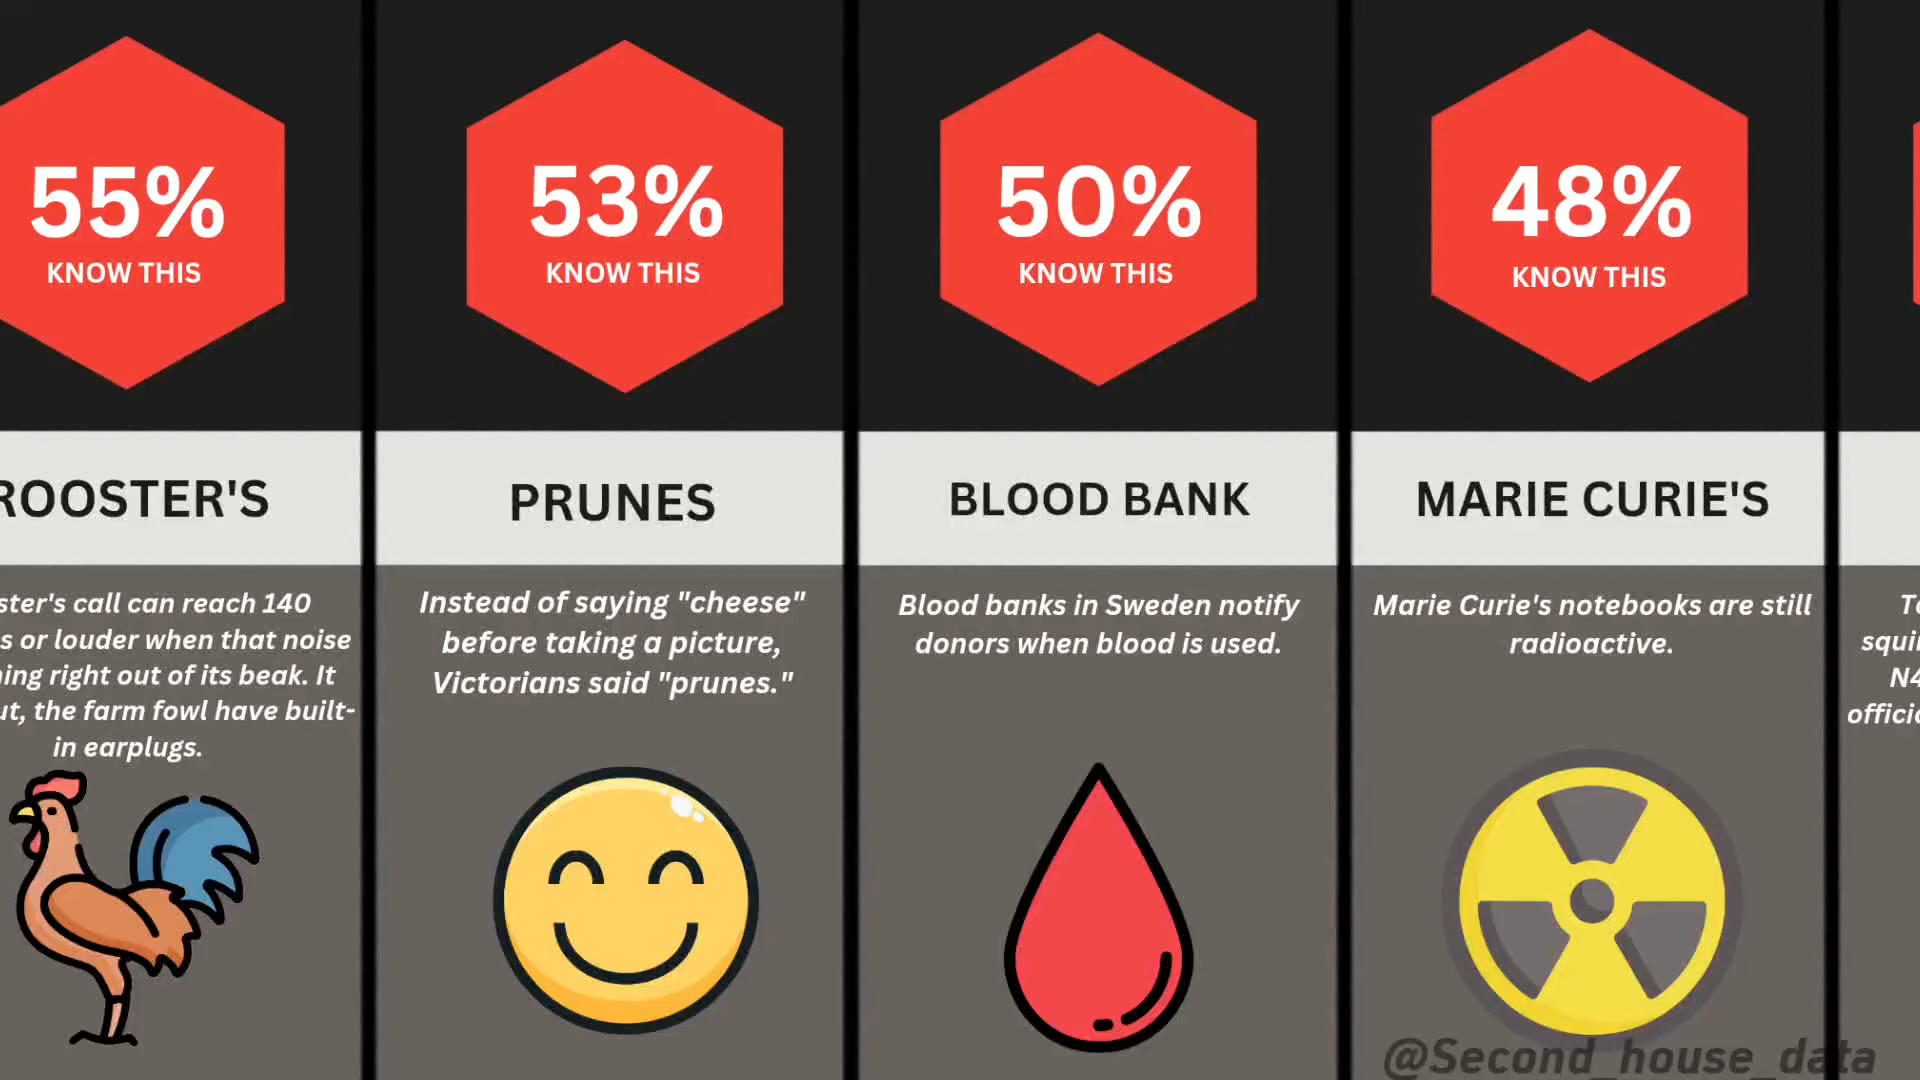 55%
KNOW THIS
ROOSTER'S
call can reach 140
or louder when that noise
right out of its beak. It
the farm fowl have built-
in earplugs.
53%
KNOW THIS
PRUNES
Instead of saying "cheese"
before taking a picture,
Victorians said "prunes."
50%
KNOW THIS
BLOOD BANK
Blood banks in Sweden notify
donors when blood is used.
48%
KNOW THIS
MARIE CURIE'S
Marie Curie's notebooks are still
radioactive.
@Second_house_data